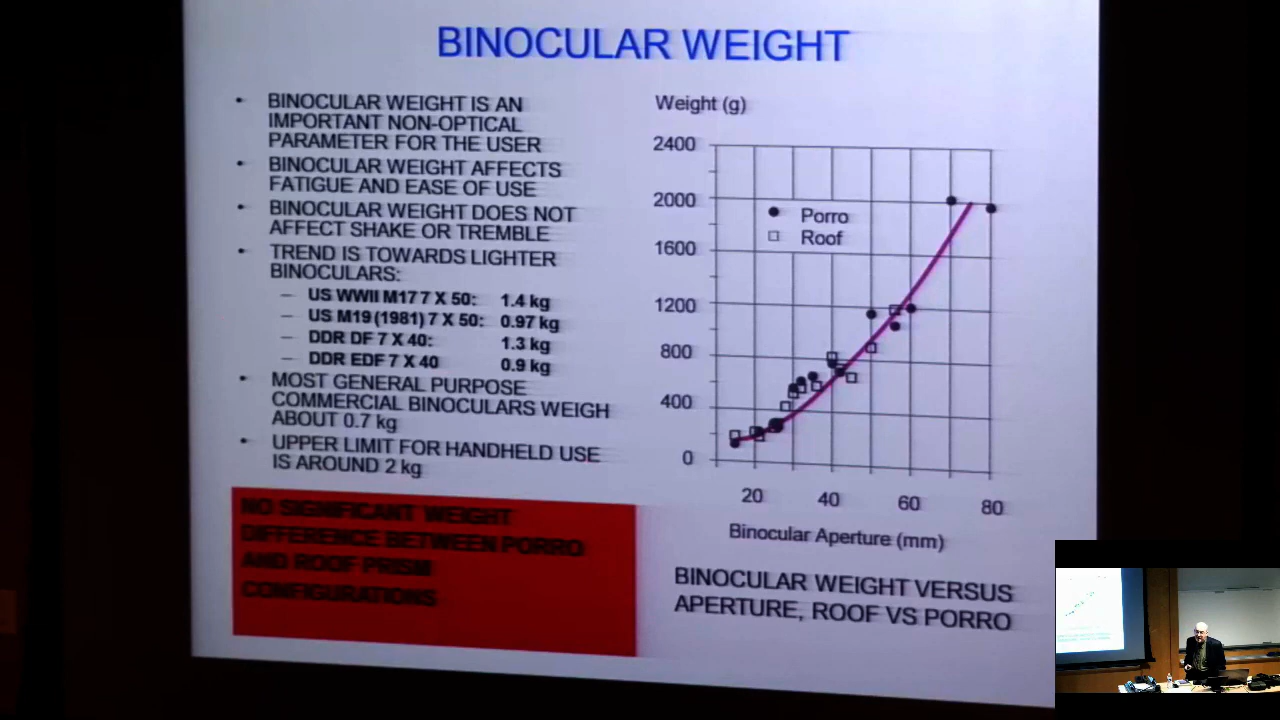 BINOCULAR WEIGHT
• BINOCULAR WEIGHT IS AN
IMPORTANT NON-OPTICAL
PARAMETER FOR THE USER
• BINOCULAR WEIGHT AFFECTS
FATIGUE AND EASE OF USE
• BINOCULAR WEIGHT DOES NOT
AFFECT SHAKE OR TREMBLE
• TREND IS TOWARDS LIGHTER
BINOCULARS:
– US WWII M17 7 X 50: 1.4 kg
– US M19 (1981) 7 X 50: 0.97 kg
– DDR DF 7 X 40: 1.3 kg
– DDR EDF 7 X 40 0.9 kg
• MOST GENERAL PURPOSE
COMMERCIAL BINOCULARS WEIGH
ABOUT 0.7 kg
• UPPER LIMIT FOR HANDHELD USE
IS AROUND 2 kg
NO SIGNIFICANT WEIGHT
DIFFERENCE BETWEEN PORRO
AND ROOF PRISM
CONFIGURATIONS
Weight (g)
2400
2000
1600
1200
800
400
0
Porro
Roof
20 40 60 80
Binocular Aperture (mm)
BINOCULAR WEIGHT VERSUS
APERTURE, ROOF VS PORRO